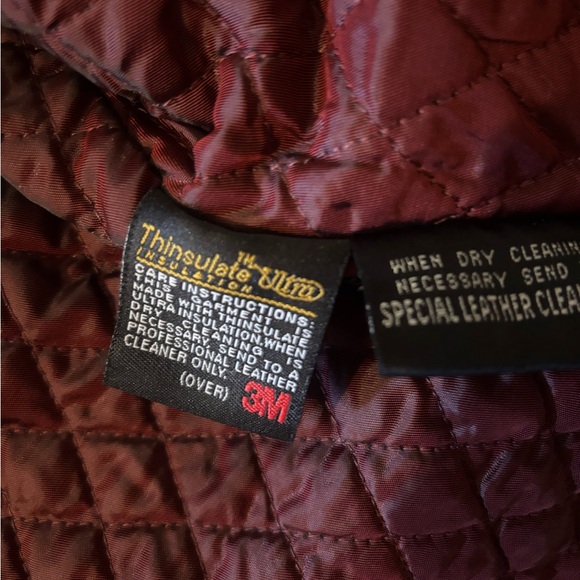 Thinsulate™ Ultra
INSULATION
CARE INSTRUCTIONS:
THIS GARMENT IS
MADE WITH THINSULATE
ULTRA INSULATION. WHEN
DRY CLEANING IS
NECESSARY, SEND TO A
PROFESSIONAL LEATHER
CLEANER ONLY.
(OVER) 3M
WHEN DRY CLEANIN
NECESSARY SEND
SPECIAL LEATHER CLEA